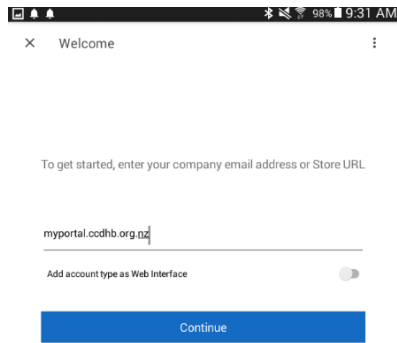 98% 9:31 AM
Welcome
To get started, enter your company email address or Store URL
myportal.ccdhb.org.nz
Add account type as Web Interface
Continue